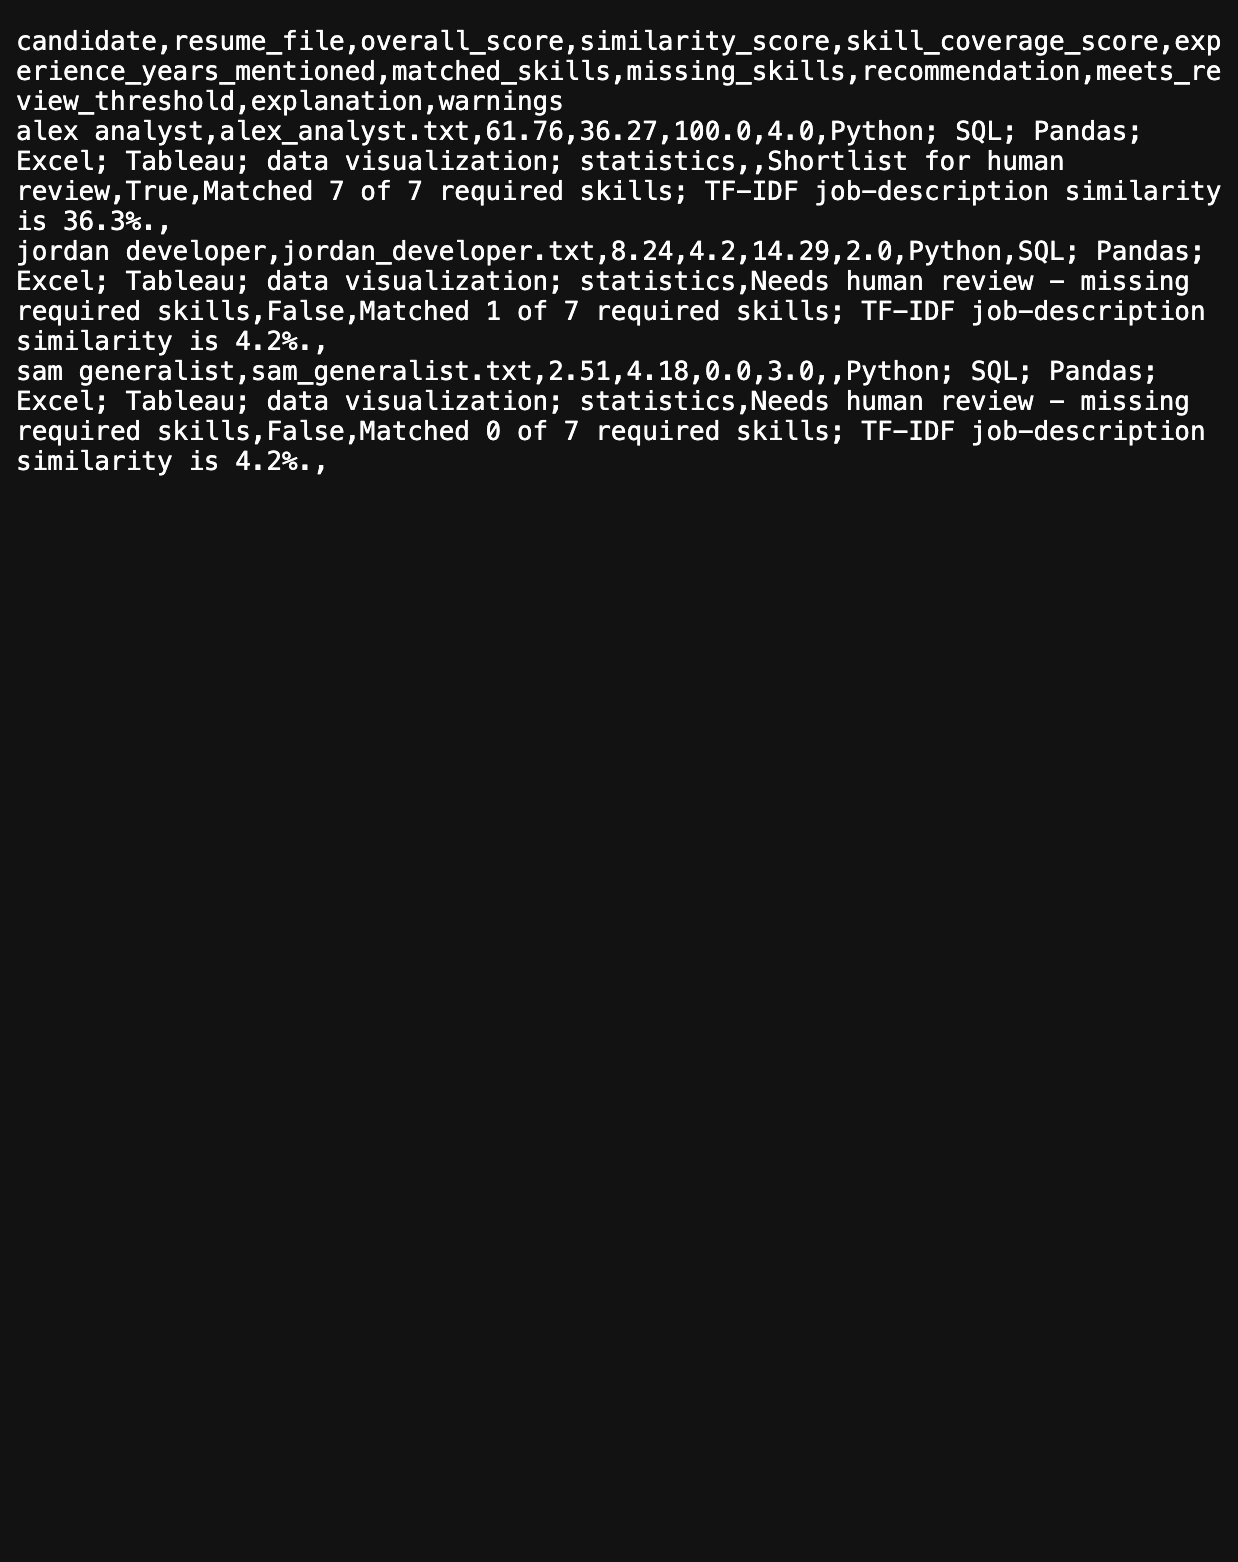 candidate,resume_file,overall_score,similarity_score,skill_coverage_score,exp
erience_years_mentioned,matched_skills,missing_skills,recommendation,meets_re
view_threshold,explanation,warnings
alex analyst,alex_analyst.txt,61.76,36.27,100.0,4.0,Python; SQL; Pandas;
Excel; Tableau; data visualization; statistics,,Shortlist for human
review,True,Matched 7 of 7 required skills; TF-IDF job-description similarity
is 36.3%.,
jordan developer,jordan_developer.txt,8.24,4.2,14.29,2.0,Python,SQL; Pandas;
Excel; Tableau; data visualization; statistics,Needs human review - missing
required skills,False,Matched 1 of 7 required skills; TF-IDF job-description
similarity is 4.2%.,
sam generalist,sam_generalist.txt,2.51,4.18,0.0,3.0,,Python; SQL; Pandas;
Excel; Tableau; data visualization; statistics,Needs human review - missing
required skills,False,Matched 0 of 7 required skills; TF-IDF job-description
similarity is 4.2%.,